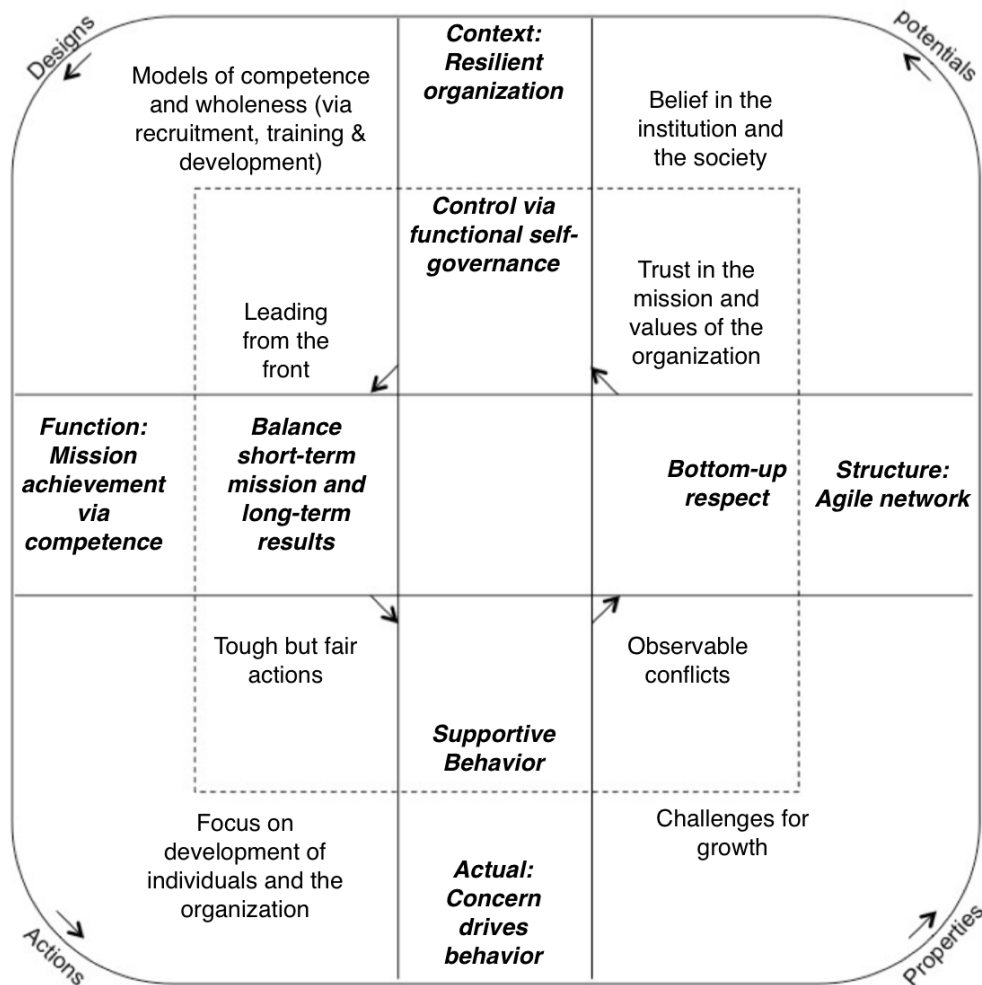 Designs
potentials
Context:
Resilient
organization
Models of competence
and wholeness (via
recruitment, training &
development)
Belief in the
institution and
the society
Control via
functional self-
governance
Leading
from the
front
Trust in the
mission and
values of the
organization
Function:
Mission
achievement
via
competence
Balance
short-term
mission and
long-term
results
Bottom-up
respect
Structure:
Agile network
Tough but fair
actions
Observable
conflicts
Supportive
Behavior
Focus on
development of
individuals and the
organization
Challenges for
growth
Actual:
Concern
drives
behavior
Actions
Properties